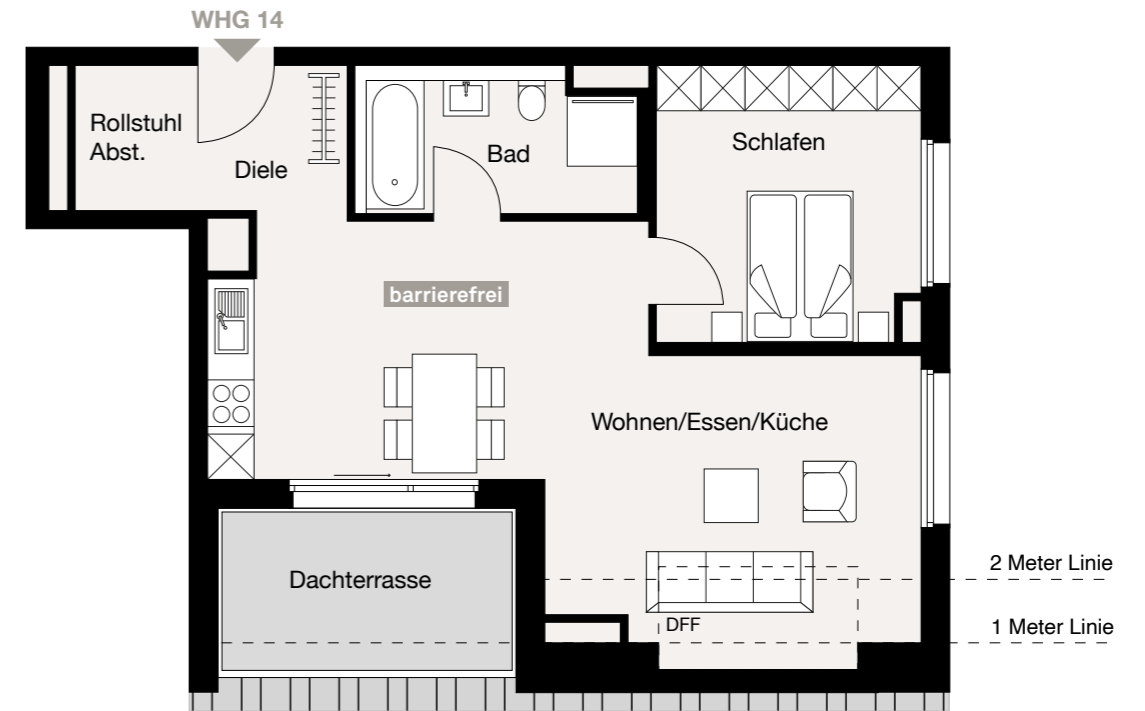 WHG 14
Rollstuhl
Abst.
Diele
Bad
Schlafen
barrierefrei
Wohnen/Essen/Küche
Dachterrasse
2 Meter Linie
DFF
1 Meter Linie